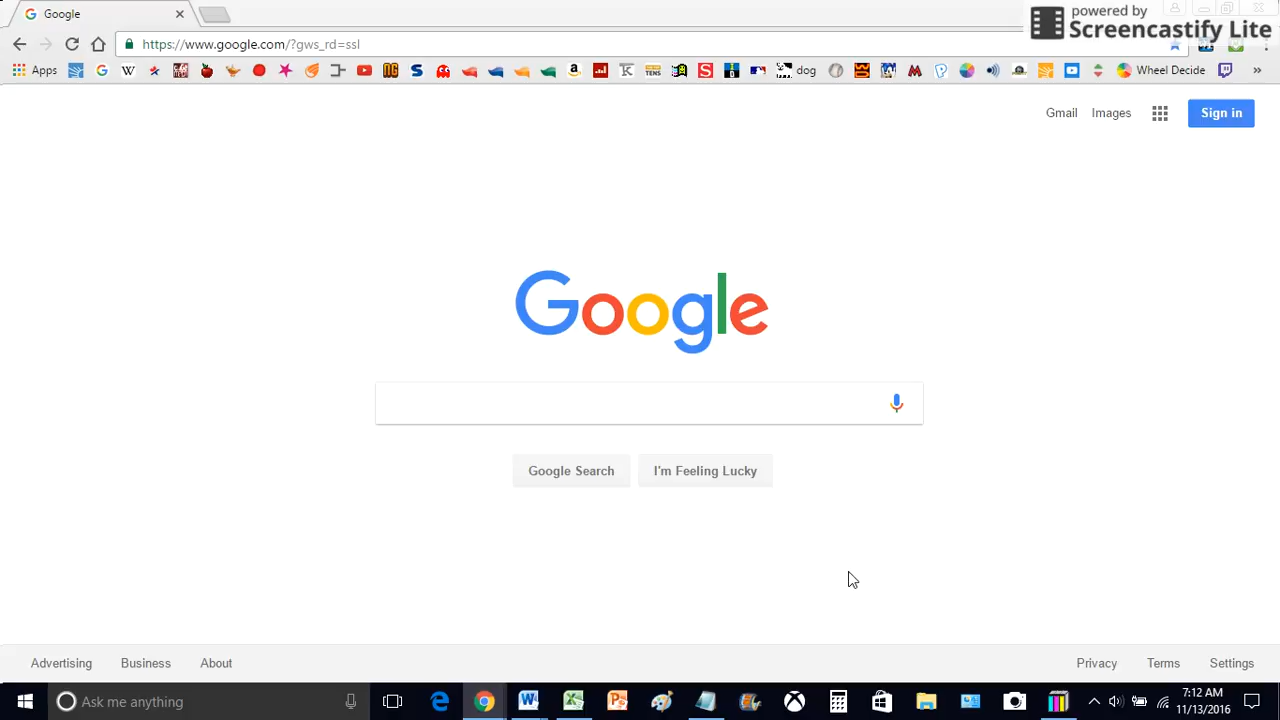 Google
powered by
Screencastify Lite
https://www.google.com/?gws_rd=ssl
Apps
dog
Wheel Decide
»
Gmail
Images
Sign in
Google
Google Search
I'm Feeling Lucky
Advertising
Business
About
Privacy
Terms
Settings
Ask me anything
7:12 AM
11/13/2016